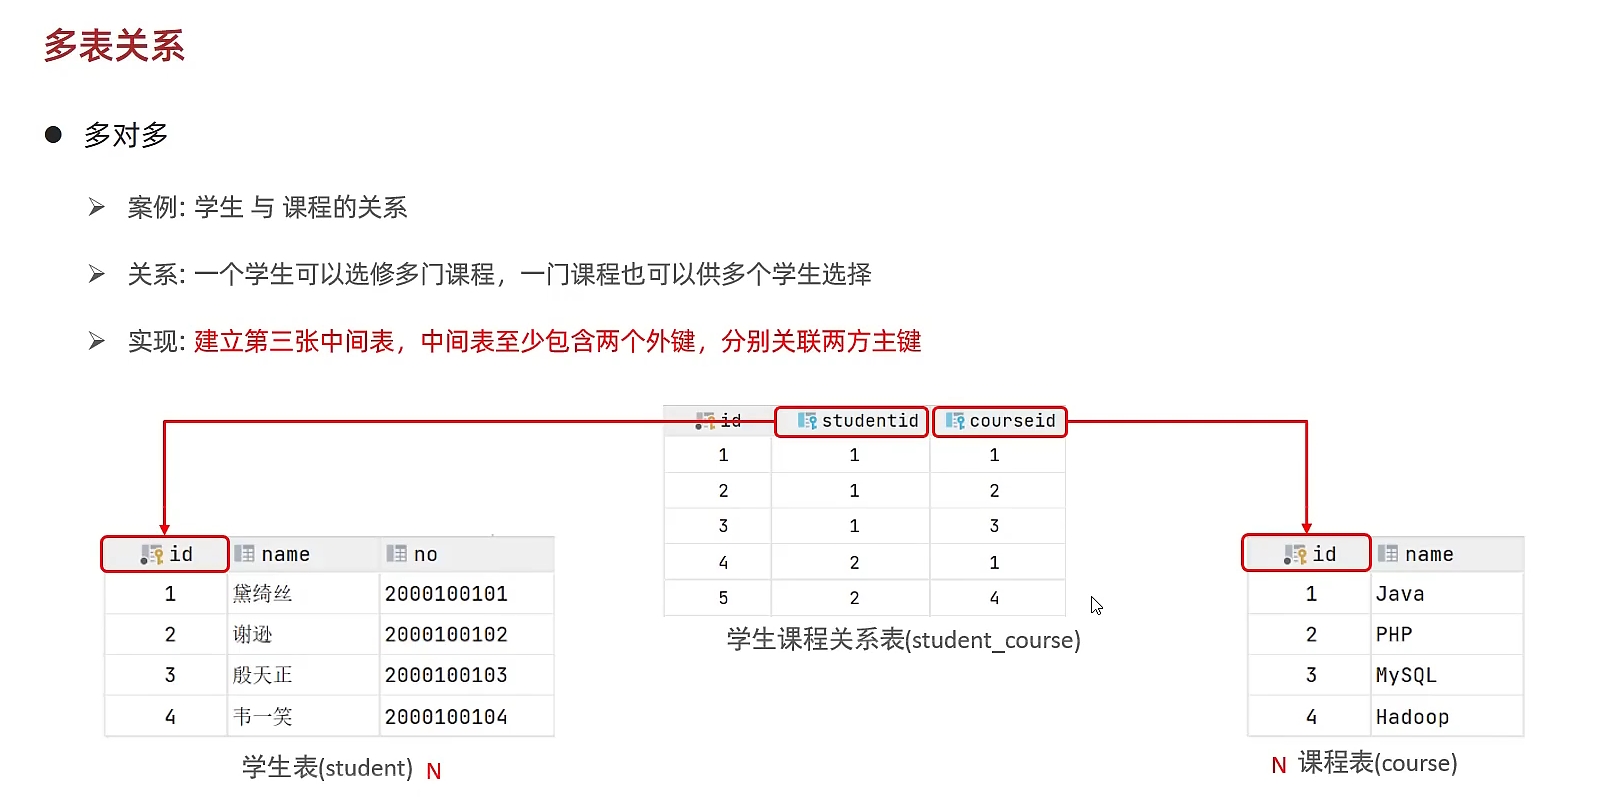 多表关系
多对多
案例: 学生 与 课程的关系
关系: 一个学生可以选修多门课程，一门课程也可以供多个学生选择
实现: 建立第三张中间表，中间表至少包含两个外键，分别关联两方主键
id studentid courseid
1 1 1
2 1 2
3 1 3
4 2 1
5 2 4
学生课程关系表(student_course)
id name no
1 黛绮丝 2000100101
2 谢逊 2000100102
3 殷天正 2000100103
4 韦一笑 2000100104
学生表(student) N
id name
1 Java
2 PHP
3 MySQL
4 Hadoop
N 课程表(course)